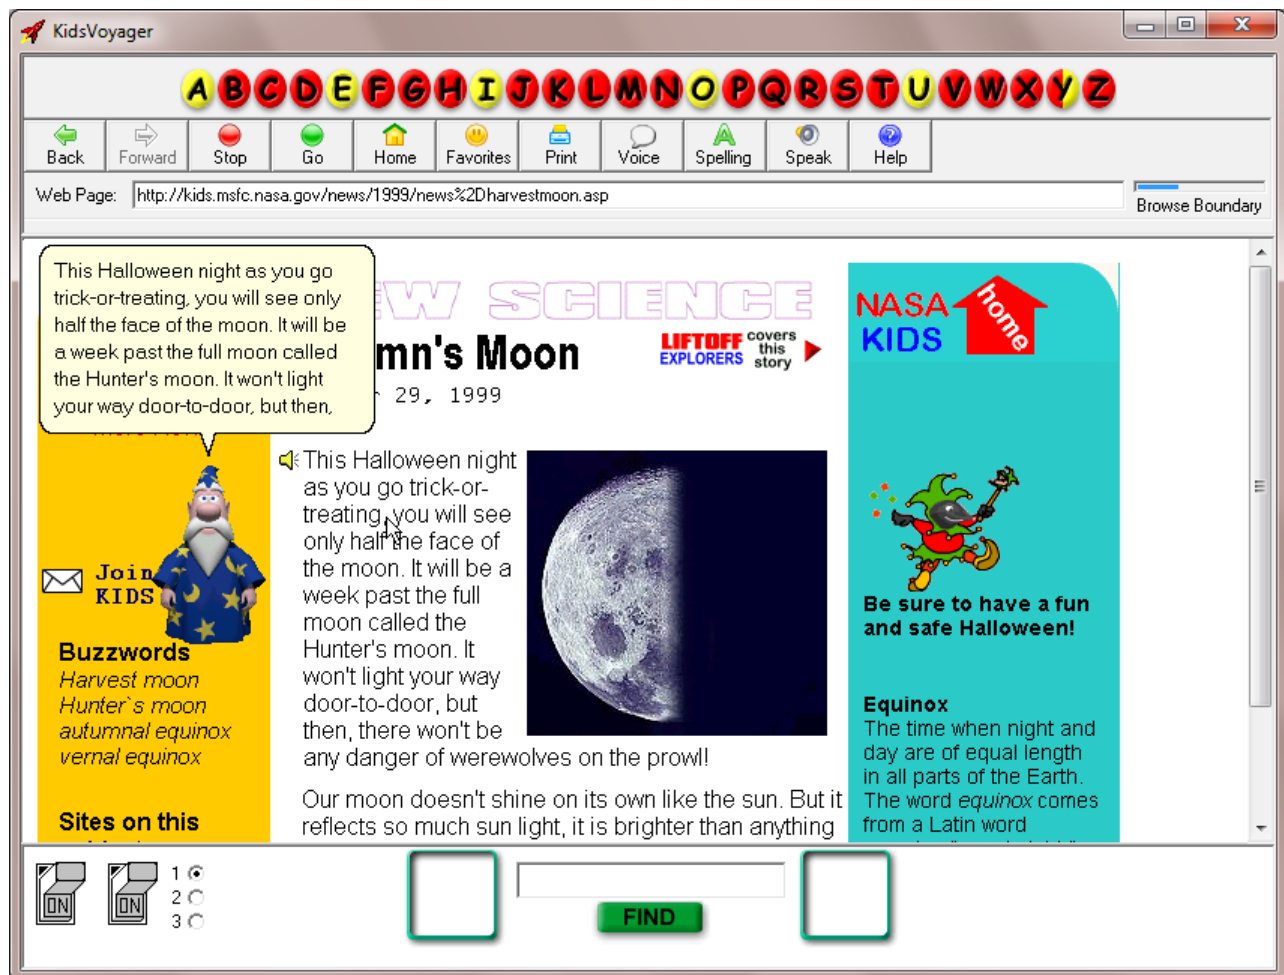 KidsVoyager
A B C D E F G H I J K L M N O P Q R S T U V W X Y Z
Back Forward Stop Go Home Favorites Print Voice Spelling Speak Help
Web Page: http://kids.msfc.nasa.gov/news/1999/news%2Dharvestmoon.asp
Browse Boundary
This Halloween night as you go
trick-or-treating, you will see only
half the face of the moon. It will be
a week past the full moon called
the Hunter's moon. It won't light
your way door-to-door, but then,
EW SCIENCE
mn's Moon
29, 1999
LIFTOFF covers
EXPLORERS this
story
NASA
KIDS
home
Join
KIDS
Buzzwords
Harvest moon
Hunter`s moon
autumnal equinox
vernal equinox
Sites on this
This Halloween night
as you go trick-or-
treating, you will see
only half the face of
the moon. It will be a
week past the full
moon called the
Hunter's moon. It
won't light your way
door-to-door, but
then, there won't be
any danger of werewolves on the prowl!
Our moon doesn't shine on its own like the sun. But it
reflects so much sun light, it is brighter than anything
Be sure to have a fun
and safe Halloween!
Equinox
The time when night and
day are of equal length
in all parts of the Earth.
The word equinox comes
from a Latin word
ON ON
1
2
3
FIND